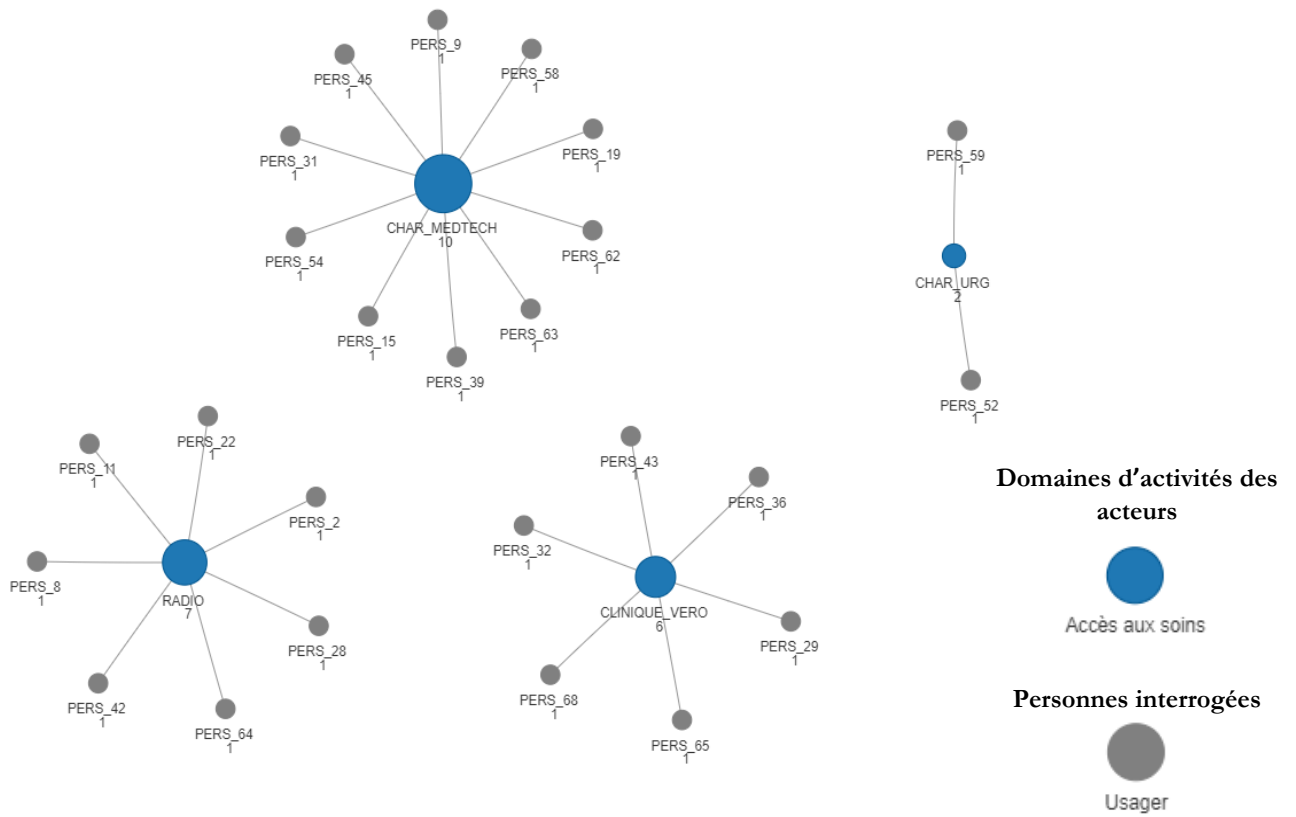 PERS_9
1
PERS_45
1
PERS_58
1
PERS_31
1
PERS_19
1
CHAR_MEDTECH
10
PERS_54
1
PERS_62
1
PERS_15
1
PERS_63
1
PERS_39
1
PERS_59
1
CHAR_URG
2
PERS_52
1
PERS_22
1
PERS_11
1
PERS_2
1
PERS_8
1
RADIO
7
PERS_28
1
PERS_42
1
PERS_64
1
PERS_43
1
PERS_36
1
PERS_32
1
CLINIQUE_VERO
6
PERS_29
1
PERS_68
1
PERS_65
1
Domaines d’activités des
acteurs
Accès aux soins
Personnes interrogées
Usager